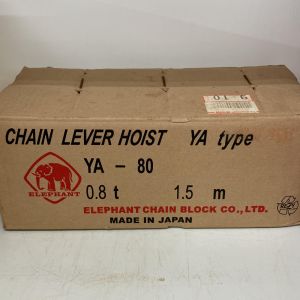 CHAIN LEVER HOIST YA type
YA - 80
ELEPHANT
0.8 t 1.5 m
ELEPHANT CHAIN BLOCK CO., LTD.
MADE IN JAPAN